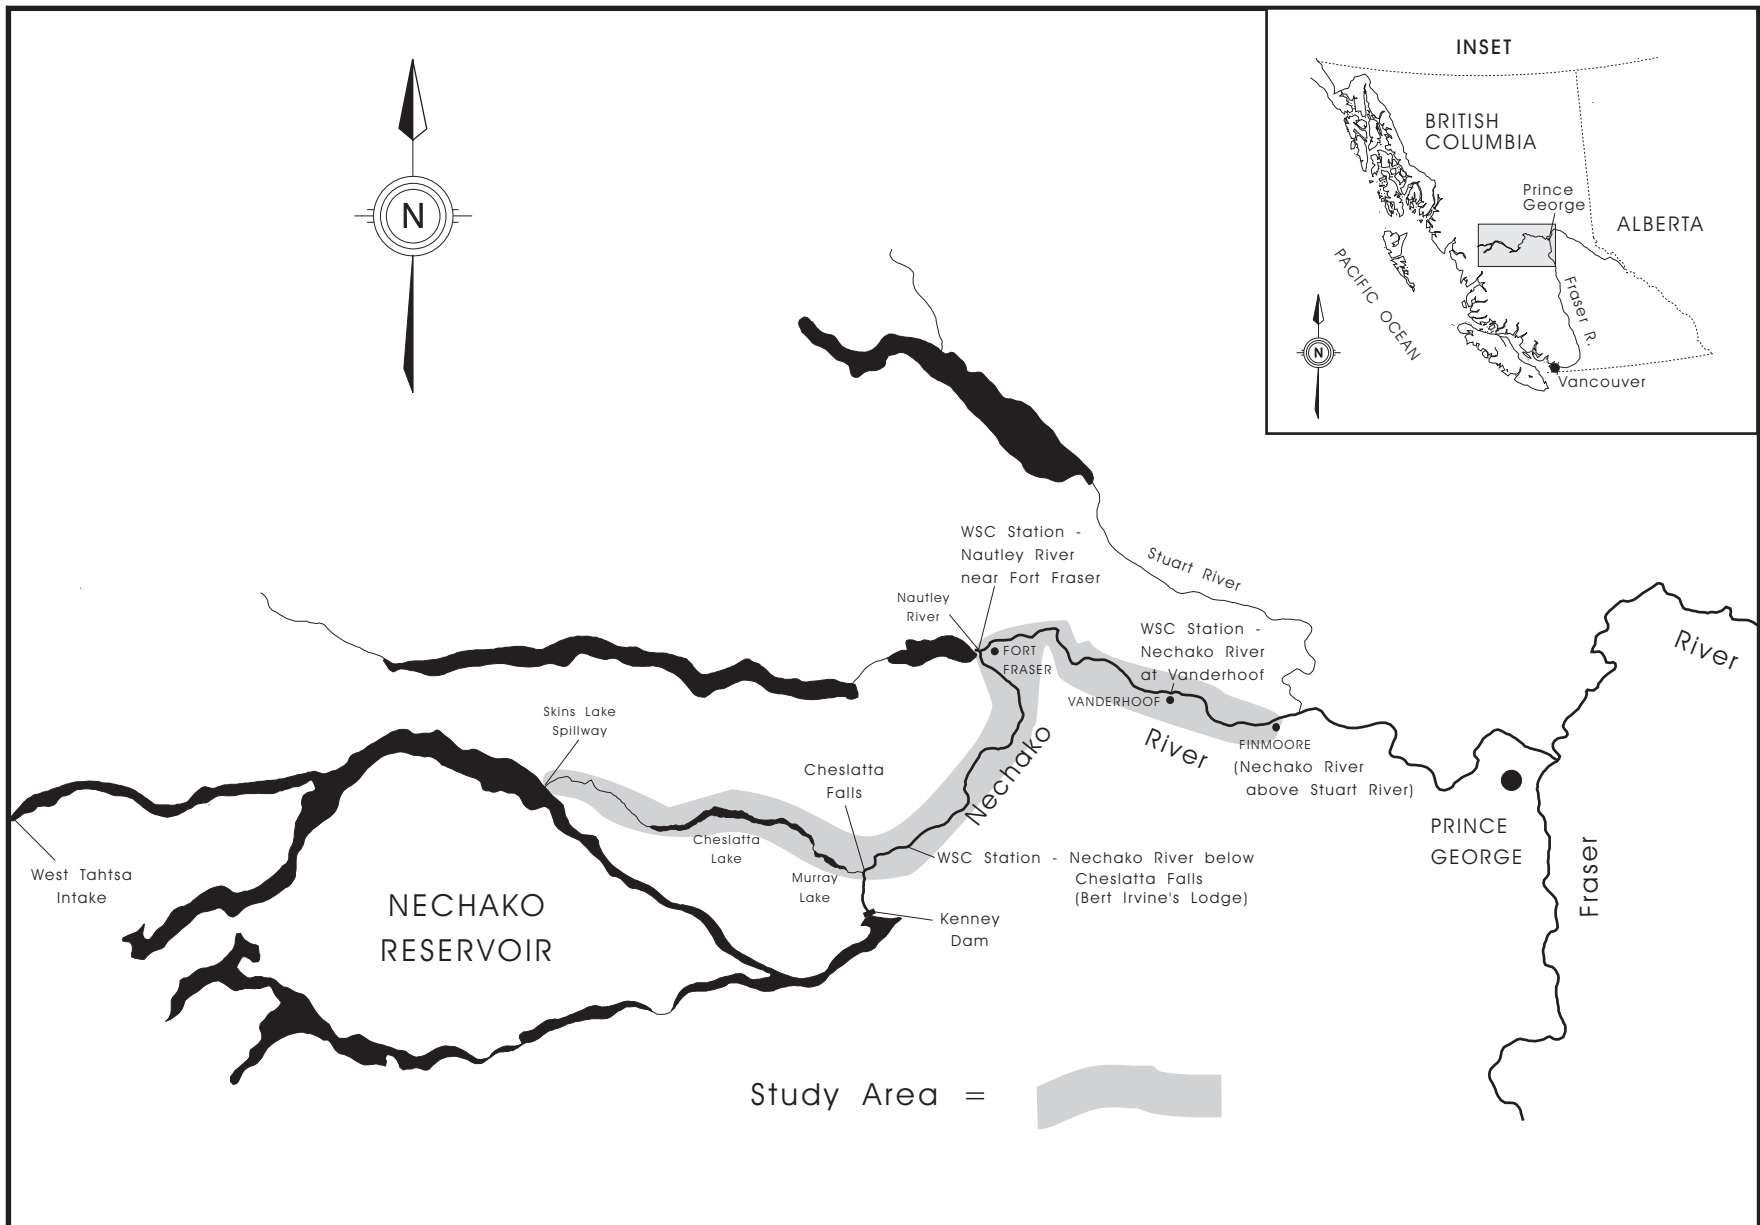 INSET
BRITISH
COLUMBIA
Prince
George
ALBERTA
PACIFIC OCEAN
Fraser R.
N
Vancouver
N
WSC Station -
Nautley River
near Fort Fraser
Stuart River
Nautley
River
FORT
FRASER
WSC Station -
Nechako River
at Vanderhoof
VANDERHOOF
River
River
FINMOORE
(Nechako River
above Stuart River)
Skins Lake
Spillway
Cheslatta
Falls
Nechako
PRINCE
GEORGE
Fraser
Cheslatta
Lake
Murray
Lake
WSC Station - Nechako River below
Cheslatta Falls
(Bert Irvine's Lodge)
West Tahtsa
Intake
NECHAKO
RESERVOIR
Kenney
Dam
Study Area =